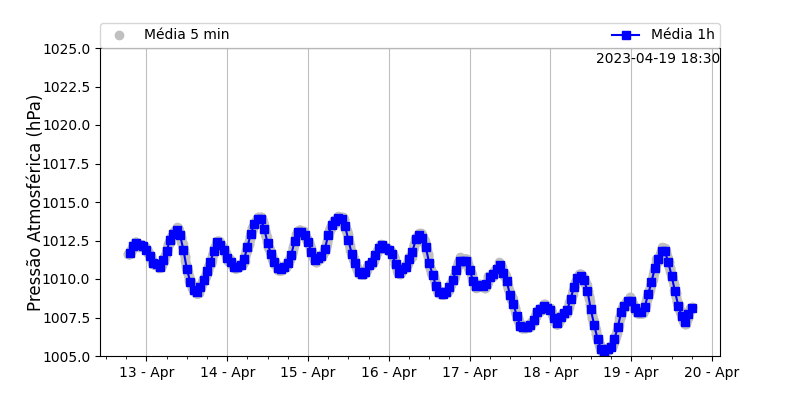 Média 5 min
Média 1h
2023-04-19 18:30
Pressão Atmosférica (hPa)
1025.0
1022.5
1020.0
1017.5
1015.0
1012.5
1010.0
1007.5
1005.0
13 - Apr
14 - Apr
15 - Apr
16 - Apr
17 - Apr
18 - Apr
19 - Apr
20 - Apr